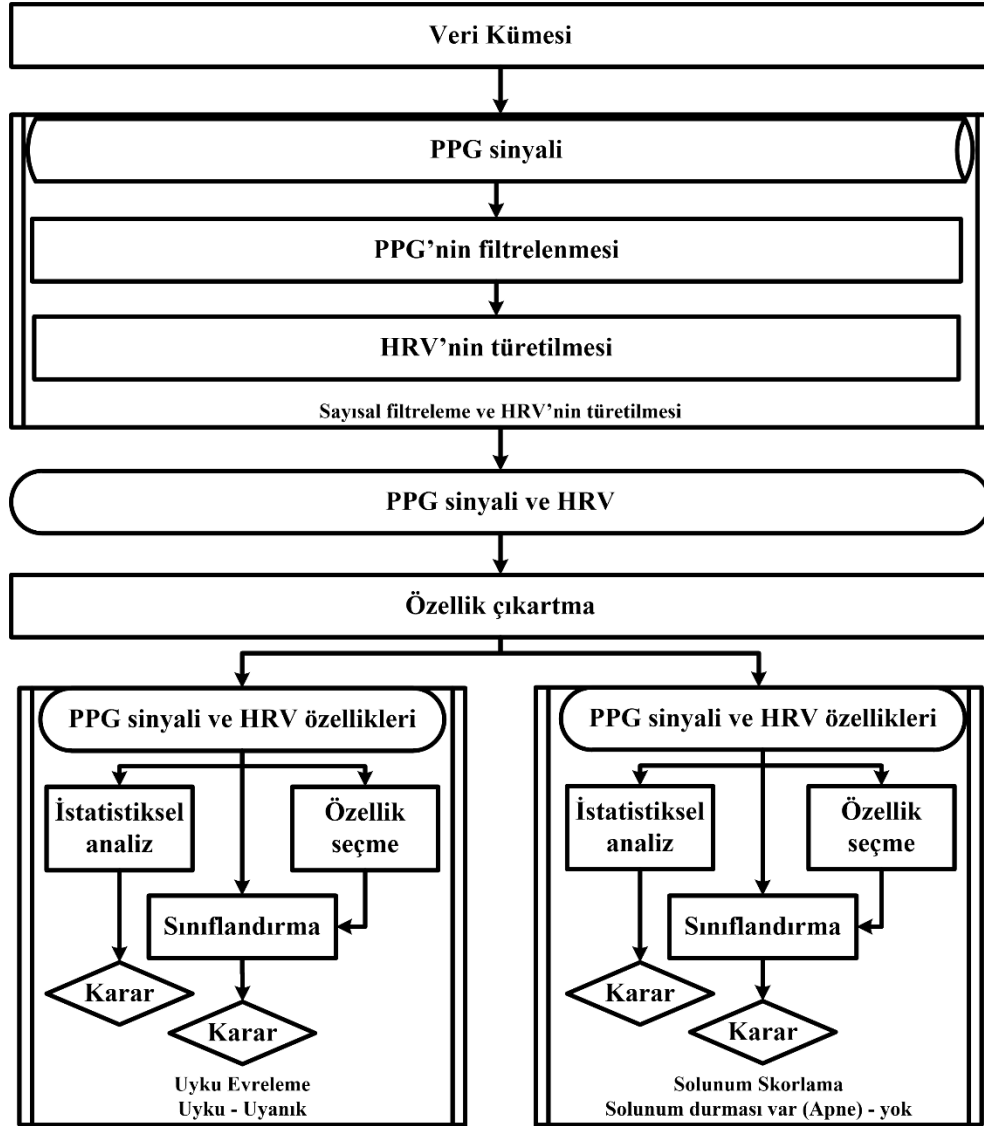 Veri Kümesi
PPG sinyali
PPG’nin filtrelenmesi
HRV’nin türetilmesi
Sayısal filtreleme ve HRV’nin türetilmesi
PPG sinyali ve HRV
Özellik çıkartma
PPG sinyali ve HRV özellikleri
İstatistiksel
analiz
Özellik
seçme
Sınıflandırma
Karar
Karar
Uyku Evreleme
Uyku - Uyanık
PPG sinyali ve HRV özellikleri
İstatistiksel
analiz
Özellik
seçme
Sınıflandırma
Karar
Karar
Solunum Skorlama
Solunum durması var (Apne) - yok